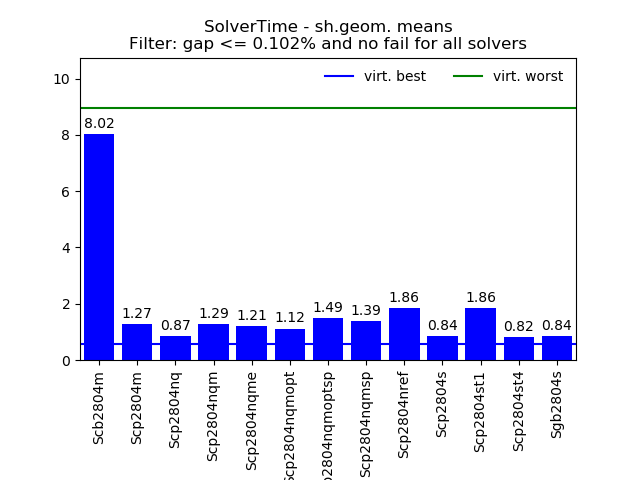 SolverTime - sh.geom. means
Filter: gap <= 0.102% and no fail for all solvers
virt. best
virt. worst
10
8
6
4
2
0
8.02
1.27
0.87
1.29
1.21
1.12
1.49
1.39
1.86
0.84
1.86
0.82
0.84
Scb2804m
Scp2804m
Scp2804nq
Scp2804nqm
Scp2804nqme
Scp2804nqmopt
p2804nqmoptsp
Scp2804nqmsp
Scp2804nref
Scp2804s
Scp2804st1
Scp2804st4
Sgb2804s